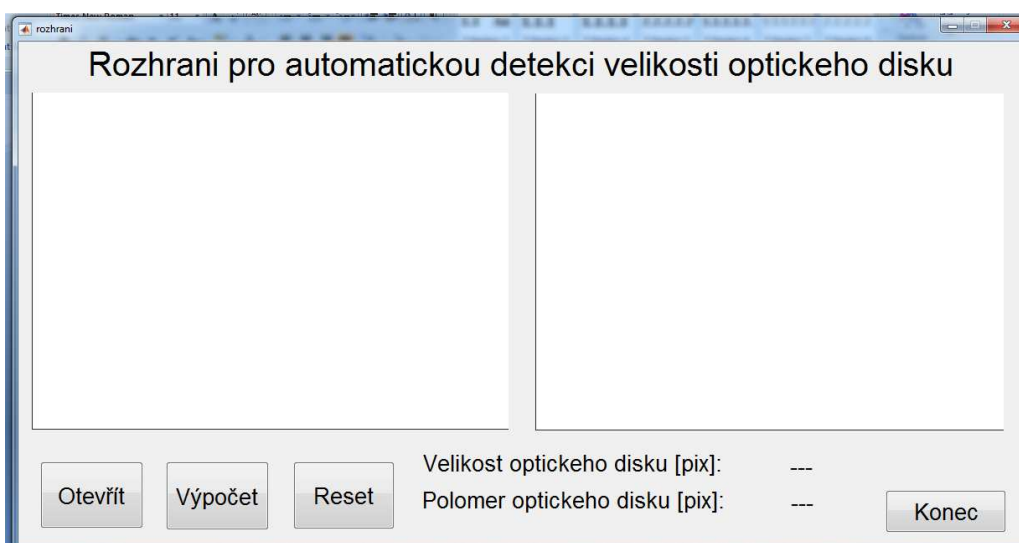 rozhrani
Rozhrani pro automatickou detekci velikosti optickeho disku
Velikost optickeho disku [pix]: ---
Otevřít Výpočet Reset Polomer optickeho disku [pix]: --- Konec